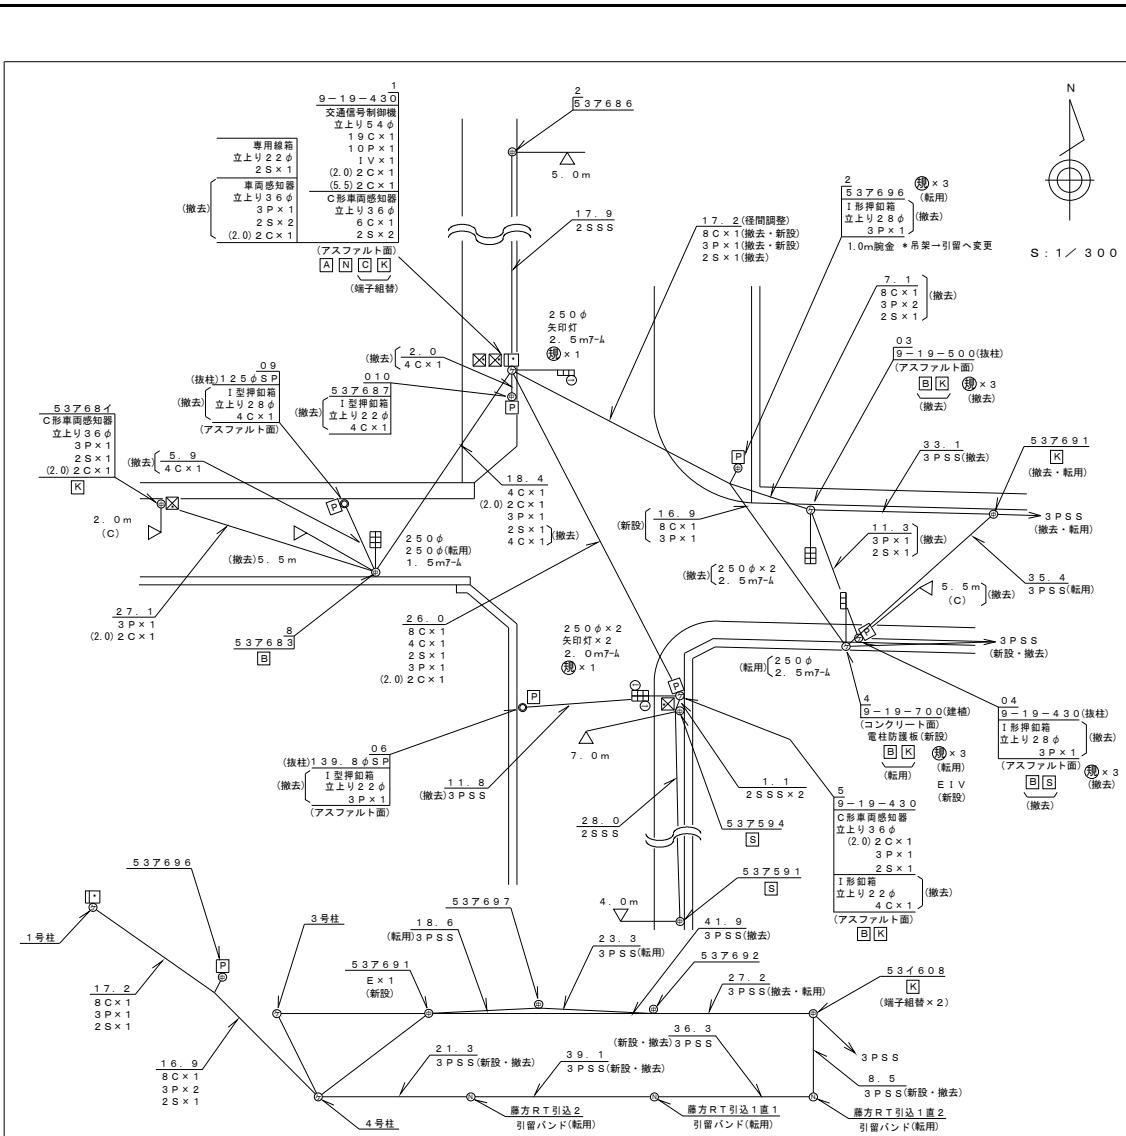 1
9-19-430
交通信号制御機
立上り54φ
19C×1
10P×1
IV×1
(2.0)2C×1
(5.5)2C×1
C形車両感知器
立上り36φ
6C×1
2S×2
専用線箱
立上り22φ
2S×1
車両感知器
立上り36φ
3P×1
2S×2
(2.0)2C×1
(撤去)
(アスファルト面)
A N C K
(端子組替)
2
53ア686
5.0m
17.9
2SSS
17.2(径間調整)
8C×1(撤去・新設)
3P×1(撤去・新設)
2S×1(撤去)
2
53ア696
I形押釦箱
立上り28φ
3P×1
(撤去)
規×3
(転用)
1.0m腕金 *吊架→引留へ変更
N
S:1/300
7.1
8C×1
3P×2
2S×1
(撤去)
03
9-19-500(抜柱)
(アスファルト面)
B K
(撤去)
規×3
(撤去)
33.1
3PSS(撤去)
53ア691
K
(撤去・転用)
3PSS
(撤去・転用)
250φ
矢印灯
2.5mアーム
規×1
(撤去)
2.0
4C×1
010
53ア687
I型押釦箱
立上り22φ
4C×1
(撤去)
P
09
(抜柱)125φSP
I型押釦箱
立上り28φ
4C×1
(撤去)
(アスファルト面)
53ア68イ
C形車両感知器
立上り36φ
3P×1
2S×1
(2.0)2C×1
K
(撤去)
5.9
4C×1
2.0m
(C)
P
(撤去)5.5m
250φ
250φ(転用)
1.5mアーム
18.4
4C×1
(2.0)2C×1
3P×1
2S×1
4C×1
(撤去)
P
16.9
8C×1
3P×1
(新設)
11.3
3P×1
2S×1
(撤去)
35.4
3PSS(転用)
5.5m
(C)
(撤去)
P
3PSS
(新設・撤去)
(撤去)
250φ×2
2.5mアーム
(転用)
250φ
2.5mアーム
27.1
3P×1
(2.0)2C×1
8
53ア683
B
26.0
8C×1
4C×1
2S×1
3P×1
(2.0)2C×1
250φ×2
矢印灯×2
2.0mアーム
規×1
P
P
7.0m
06
(抜柱)139.8φSP
I型押釦箱
立上り22φ
3P×1
(撤去)
(アスファルト面)
11.8
(撤去)3PSS
28.0
2SSS
1.1
2SSS×2
53ア594
S
53ア591
S
4.0m
5
9-19-430
C形車両感知器
立上り36φ
(2.0)2C×1
3P×1
2S×1
I形釦箱
立上り22φ
4C×1
(撤去)
(アスファルト面)
B K
4
9-19-700(建植)
(コンクリート面)
電柱防護板(新設)
B K
(転用)
規×3
(転用)
EIV
(新設)
04
9-19-430(抜柱)
I形押釦箱
立上り28φ
3P×1
(撤去)
(アスファルト面)
B S
(撤去)
規×3
(撤去)
53ア696
1号柱
P
17.2
8C×1
3P×1
2S×1
16.9
8C×1
3P×2
2S×1
3号柱
4号柱
53ア691
E×1
(新設)
18.6
(転用)3PSS
53ア697
23.3
3PSS(転用)
41.9
3PSS(撤去)
53ア692
27.2
3PSS(撤去・転用)
53イ608
K
(端子組替×2)
3PSS
8.5
3PSS(新設・撤去)
21.3
3PSS(新設・撤去)
39.1
3PSS(新設・撤去)
36.3
(新設・撤去)3PSS
藤方RT引込2
引留バンド(転用)
藤方RT引込1直1
引留バンド(転用)
藤方RT引込1直2
引留バンド(転用)
N
N
N